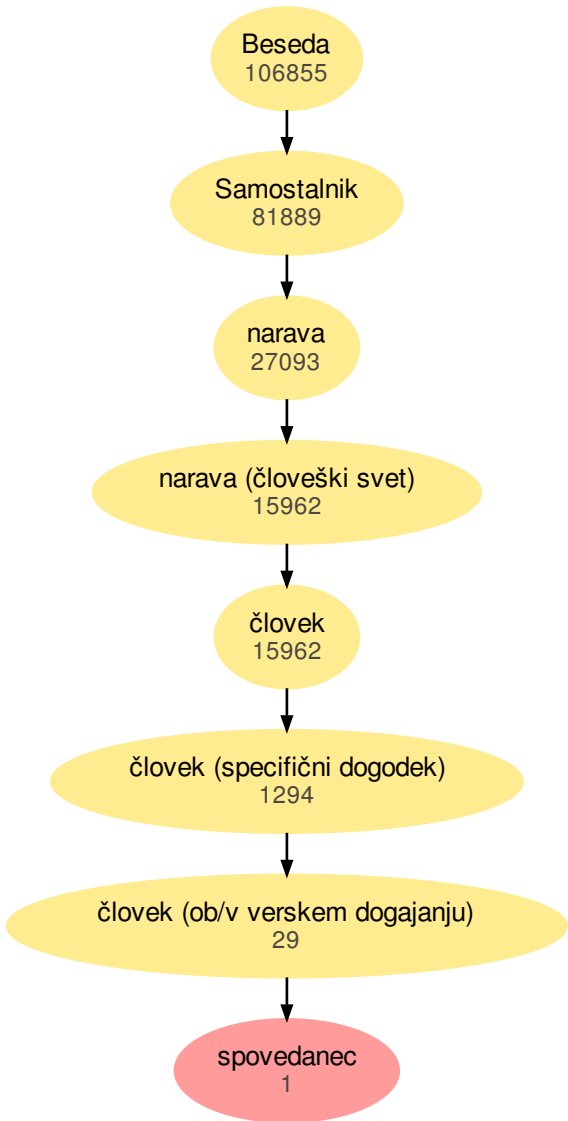 Beseda
106855
Samostalnik
81889
narava
27093
narava (človeški svet)
15962
človek
15962
človek (specifični dogodek)
1294
človek (ob/v verskem dogajanju)
29
spovedanec
1